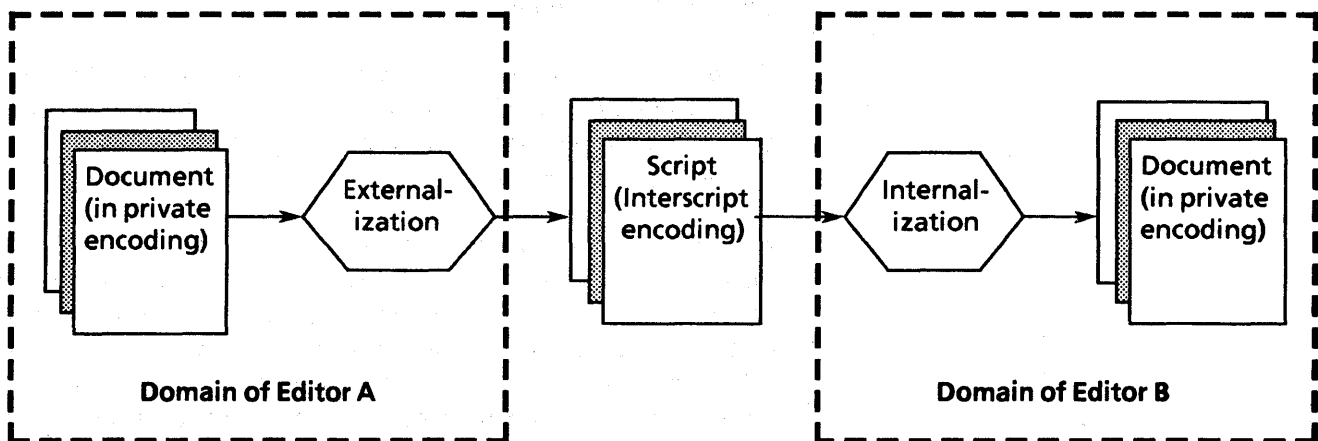 Document
(in private
encoding)
External-
ization
Script
(Interscript
encoding)
Internal-
ization
Document
(in private
encoding)
Domain of Editor A
Domain of Editor B